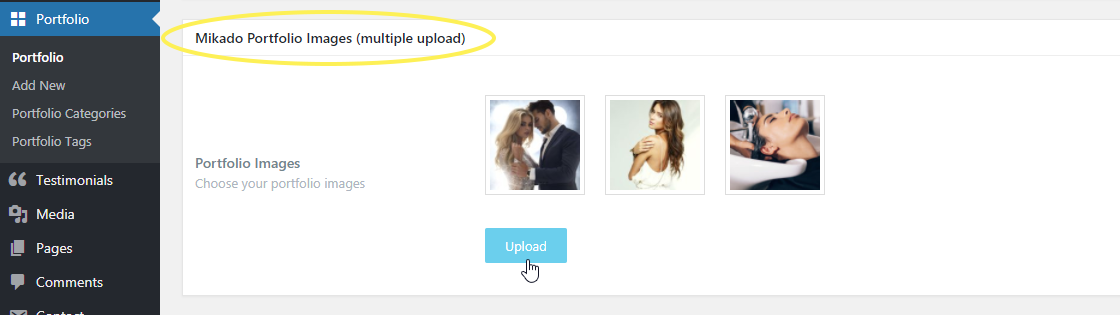 Portfolio
Portfolio
Add New
Portfolio Categories
Portfolio Tags
Testimonials
Media
Pages
Comments
Contact
Mikado Portfolio Images (multiple upload)
Portfolio Images
Choose your portfolio images
Upload